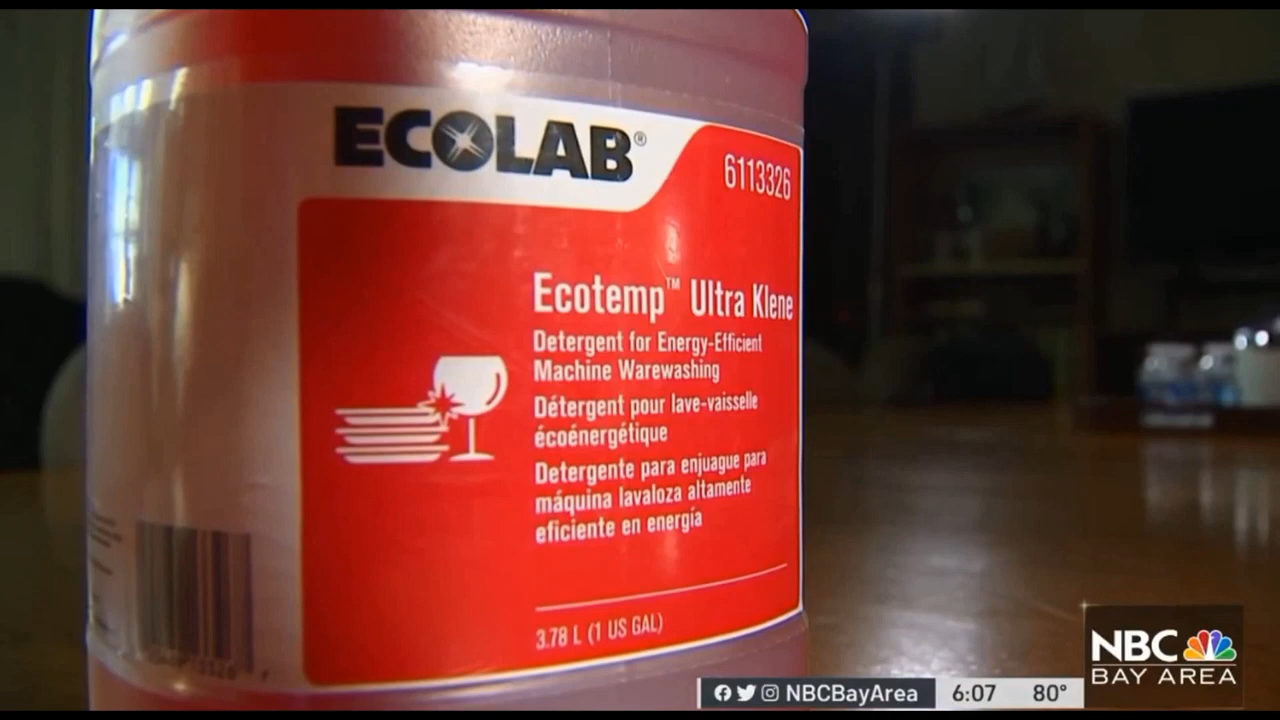 ECOLAB®
6113326
Ecotemp™ Ultra Klene
Detergent for Energy-Efficient
Machine Warewashing
Détergent pour lave-vaisselle
écoénergétique
Detergente para enjuague para
máquina lavaloza altamente
eficiente en energía
3.78 L (1 US GAL)
NBC
BAY AREA
NBCBayArea
6:07
80°